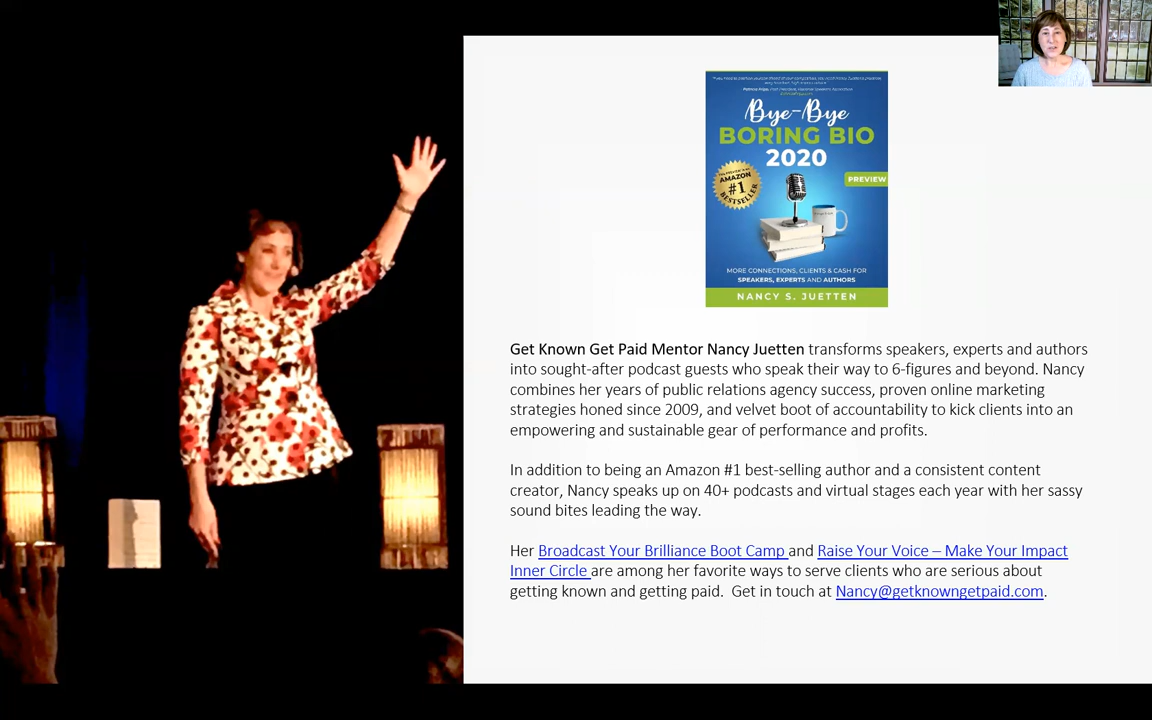 Bye-Bye
BORING BIO
2020
PREVIEW
AMAZON
#1
BESTSELLER
MORE CONNECTIONS, CLIENTS & CASH FOR
SPEAKERS, EXPERTS AND AUTHORS
NANCY S. JUETTEN
Get Known Get Paid Mentor Nancy Juetten transforms speakers, experts and authors
into sought-after podcast guests who speak their way to 6-figures and beyond. Nancy
combines her years of public relations agency success, proven online marketing
strategies honed since 2009, and velvet boot of accountability to kick clients into an
empowering and sustainable gear of performance and profits.
In addition to being an Amazon #1 best-selling author and a consistent content
creator, Nancy speaks up on 40+ podcasts and virtual stages each year with her sassy
sound bites leading the way.
Her Broadcast Your Brilliance Boot Camp and Raise Your Voice – Make Your Impact
Inner Circle are among her favorite ways to serve clients who are serious about
getting known and getting paid.  Get in touch at Nancy@getknowngetpaid.com.